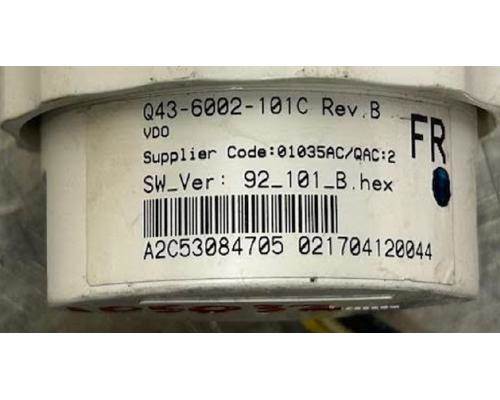 Q43-6002-101C Rev.B
VDO
FR
Supplier Code:01035AC/QAC:2
SW_Ver: 92_101_B.hex
A2C53084705 021704120044